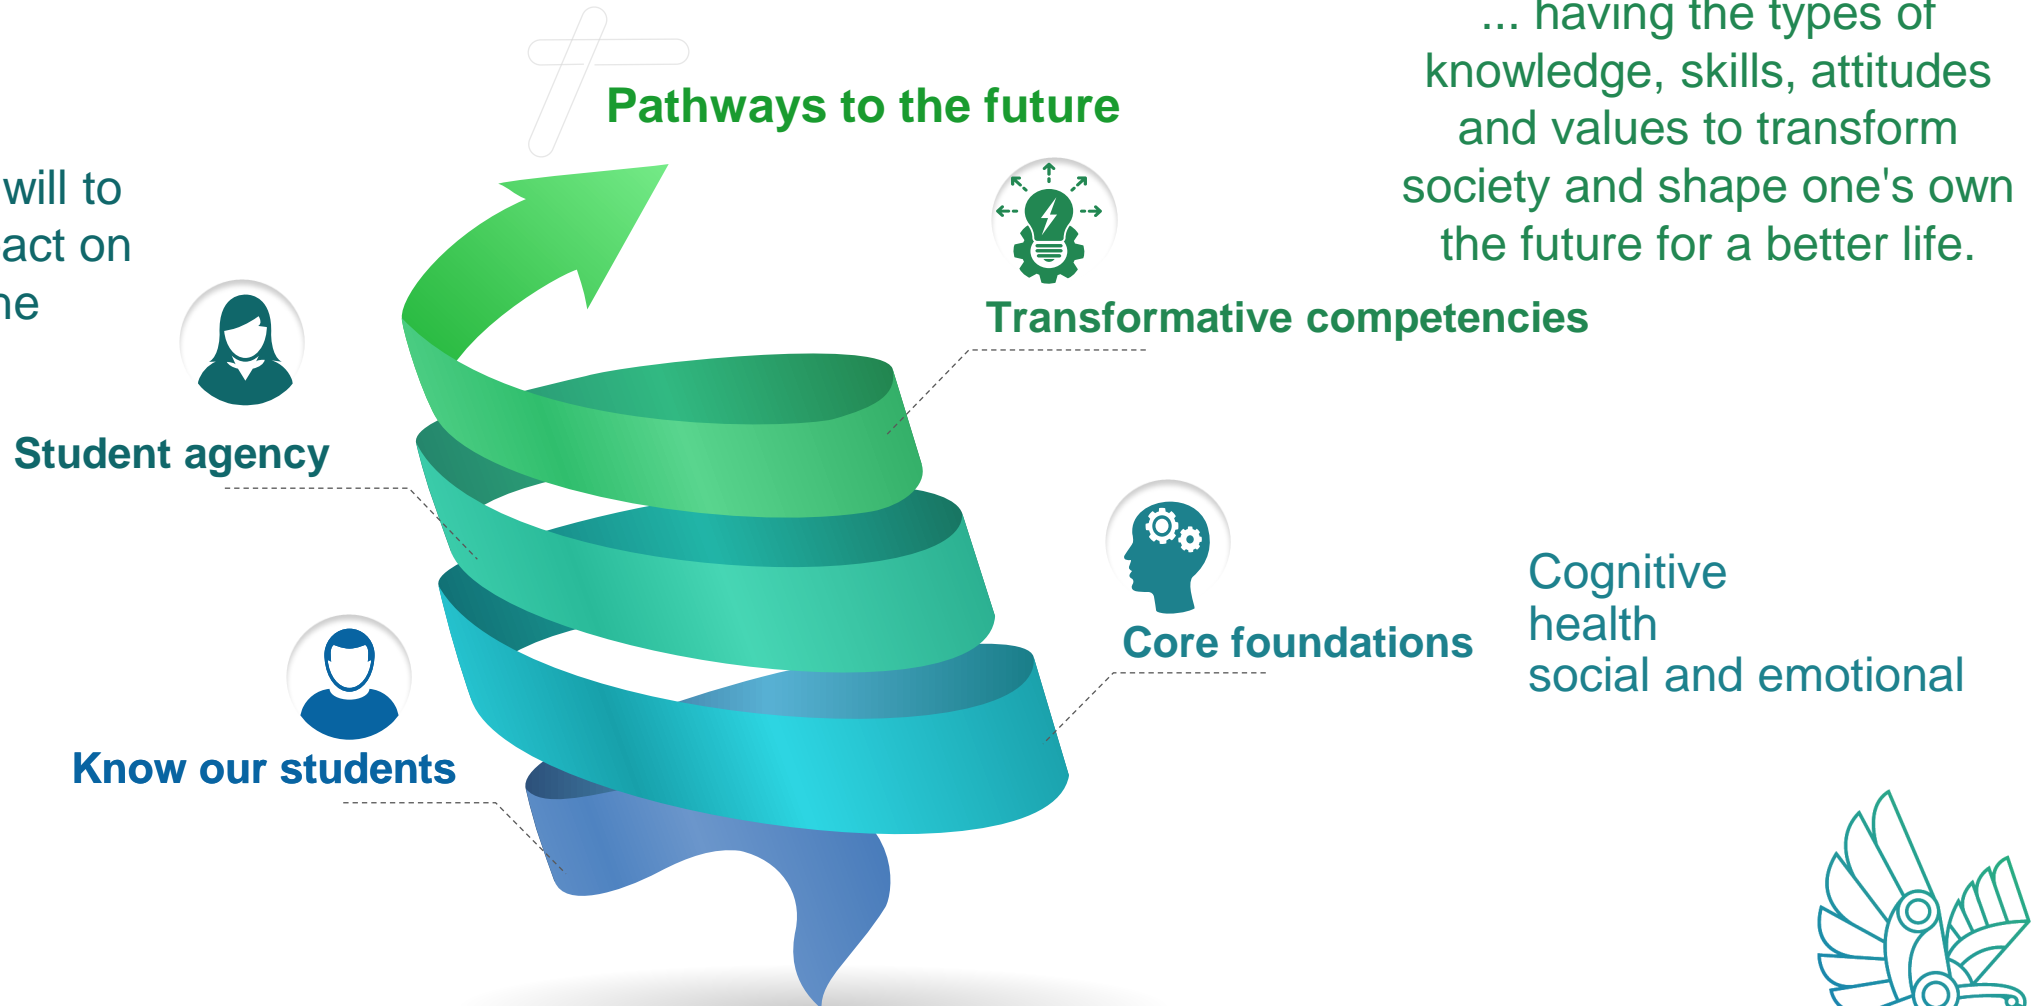 ... having the types of
knowledge, skills, attitudes
and values to transform
society and shape one's own
the future for a better life.
Pathways to the future
will to
act on
Transformative competencies
Student agency
Cognitive
health
social and emotional
Core foundations
Know our students